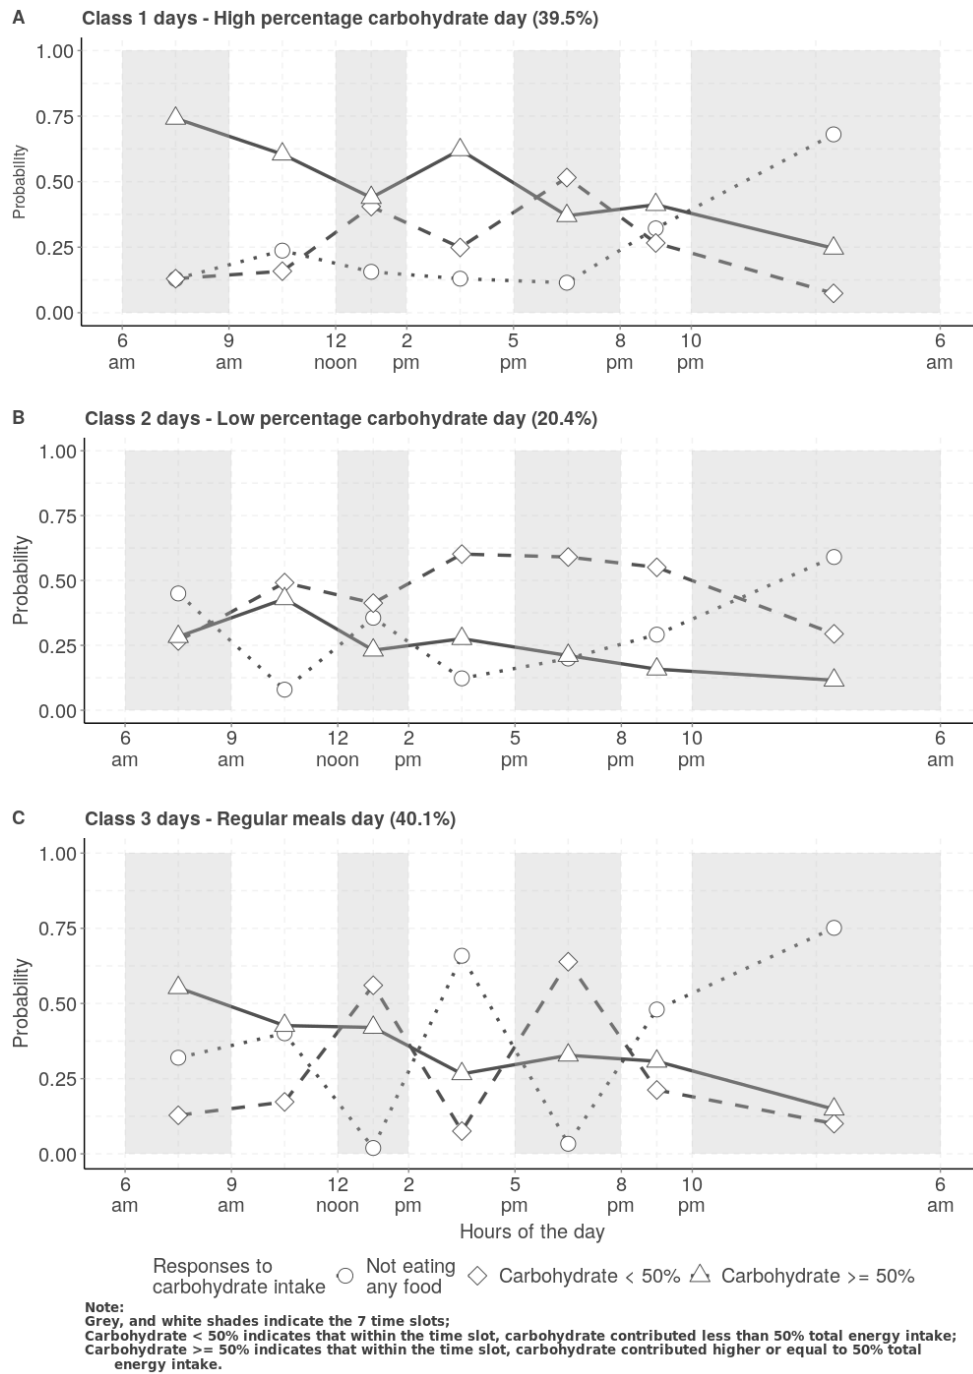 A Class 1 days - High percentage carbohydrate day (39.5%)
1.00
0.75
0.50
0.25
0.00
Probability
6 9 12 2 5 8 10 6
am am noon pm pm pm pm am
B Class 2 days - Low percentage carbohydrate day (20.4%)
1.00
0.75
0.50
0.25
0.00
Probability
6 9 12 2 5 8 10 6
am am noon pm pm pm pm am
C Class 3 days - Regular meals day (40.1%)
1.00
0.75
0.50
0.25
0.00
Probability
6 9 12 2 5 8 10 6
am am noon pm pm pm pm am
Hours of the day
Responses to
carbohydrate intake
Not eating
any food
Carbohydrate < 50%
Carbohydrate >= 50%
Note:
Grey, and white shades indicate the 7 time slots;
Carbohydrate < 50% indicates that within the time slot, carbohydrate contributed less than 50% total energy intake;
Carbohydrate >= 50% indicates that within the time slot, carbohydrate contributed higher or equal to 50% total
energy intake.